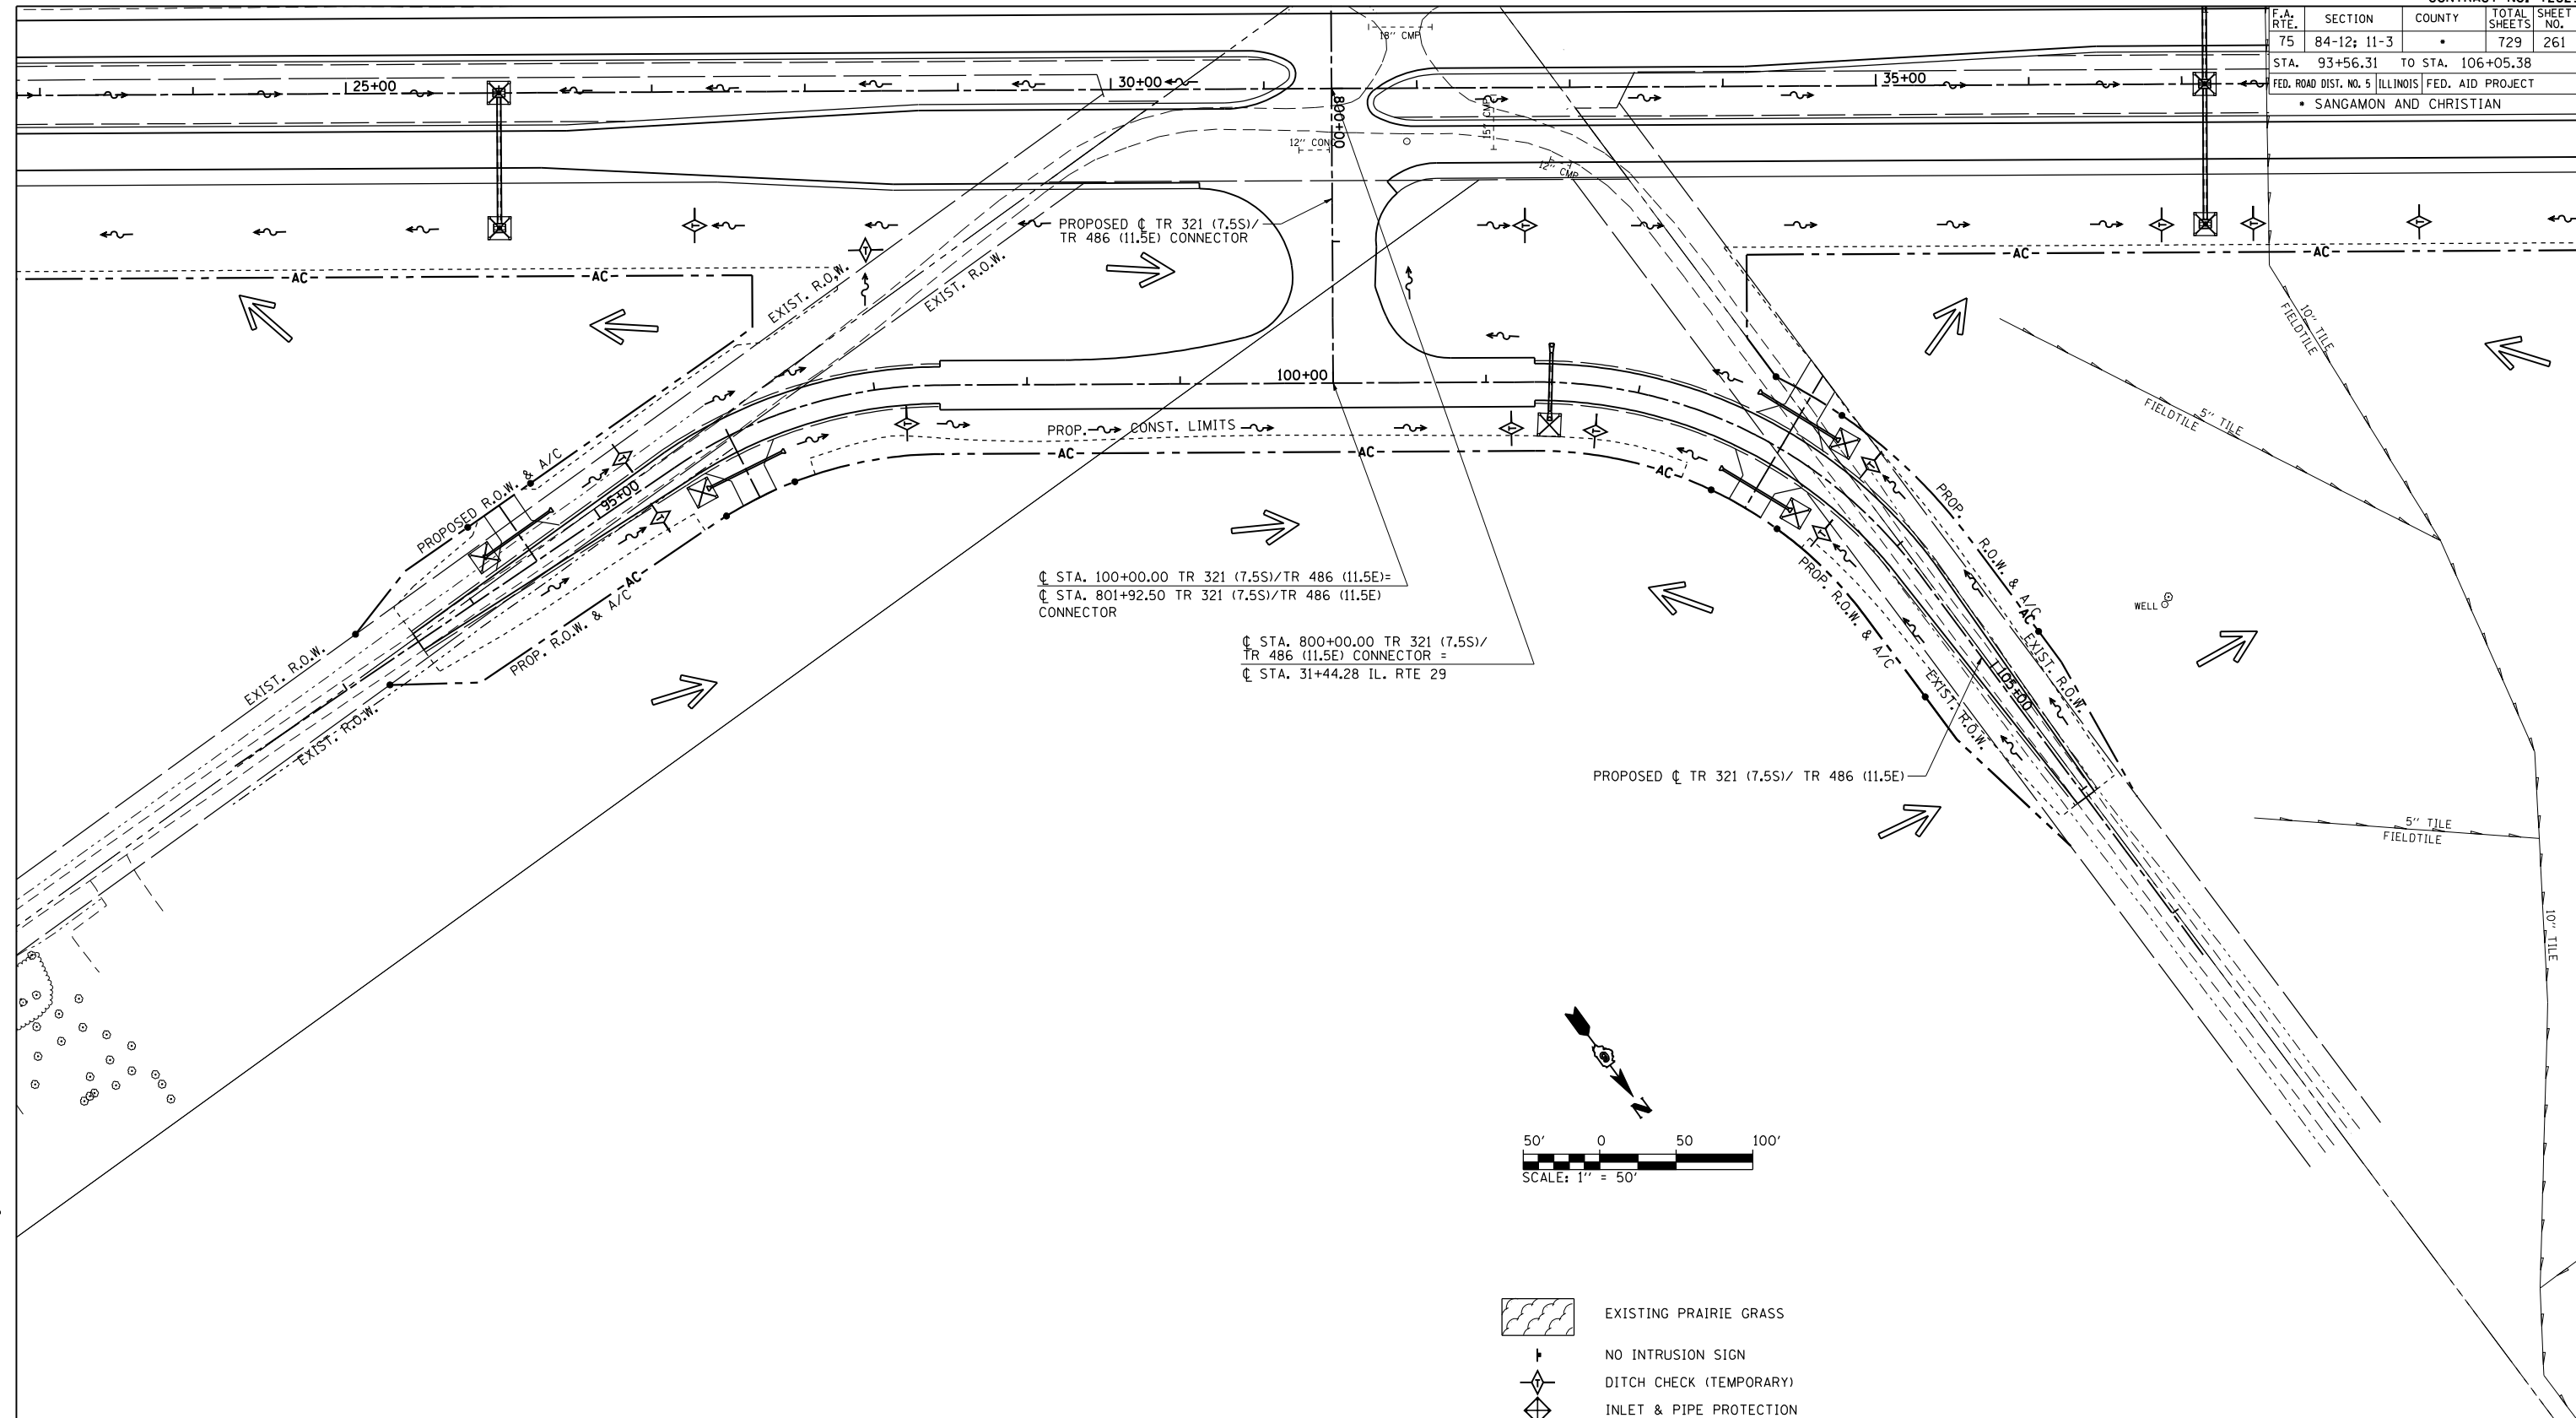 F.A. RTE.
SECTION
COUNTY
TOTAL SHEETS
SHEET NO.
75
84-12; 11-3
*
729
261
STA. 93+56.31 TO STA. 106+05.38
FED. ROAD DIST. NO. 5
ILLINOIS
FED. AID PROJECT
* SANGAMON AND CHRISTIAN
18'' CMP
25+00
30+00
35+00
800+00
15'' CMP
12'' CONC
12'' CMP
PROPOSED ℄ TR 321 (7.5S)/
TR 486 (11.5E) CONNECTOR
AC
AC
AC
AC
EXIST. R.O.W.
EXIST. R.O.W.
10'' TILE
FIELDTILE
5'' TILE
FIELDTILE
100+00
PROP. CONST. LIMITS
AC
AC
AC
PROPOSED R.O.W. & A/C
95+00
AC
PROP. R.O.W. & A/C
PROP. R.O.W. & A/C
AC
EXIST. R.O.W.
PROP. R.O.W. & A/C
EXIST. R.O.W.
105+00
WELL
℄ STA. 100+00.00 TR 321 (7.5S)/TR 486 (11.5E)=
℄ STA. 801+92.50 TR 321 (7.5S)/TR 486 (11.5E)
CONNECTOR
℄ STA. 800+00.00 TR 321 (7.5S)/
TR 486 (11.5E) CONNECTOR =
℄ STA. 31+44.28 IL. RTE 29
EXIST. R.O.W.
EXIST. R.O.W.
PROPOSED ℄ TR 321 (7.5S)/ TR 486 (11.5E)
5'' TILE
FIELDTILE
10'' TILE
N
50' 0 50 100'
SCALE: 1'' = 50'
EXISTING PRAIRIE GRASS
NO INTRUSION SIGN
T
DITCH CHECK (TEMPORARY)
INLET & PIPE PROTECTION